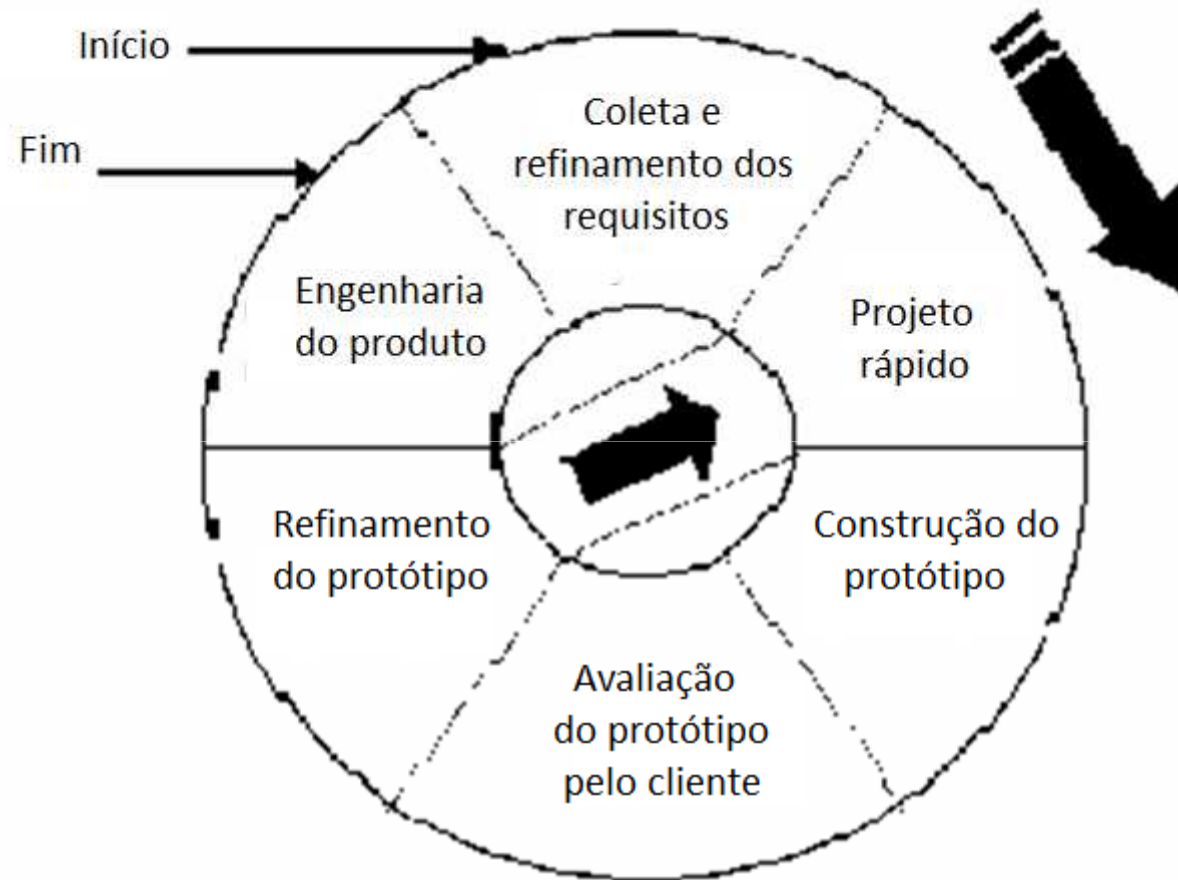 Início
Fim
Coleta e
refinamento dos
requisitos
Projeto
rápido
Construção do
protótipo
Avaliação
do protótipo
pelo cliente
Refinamento
do protótipo
Engenharia
do produto